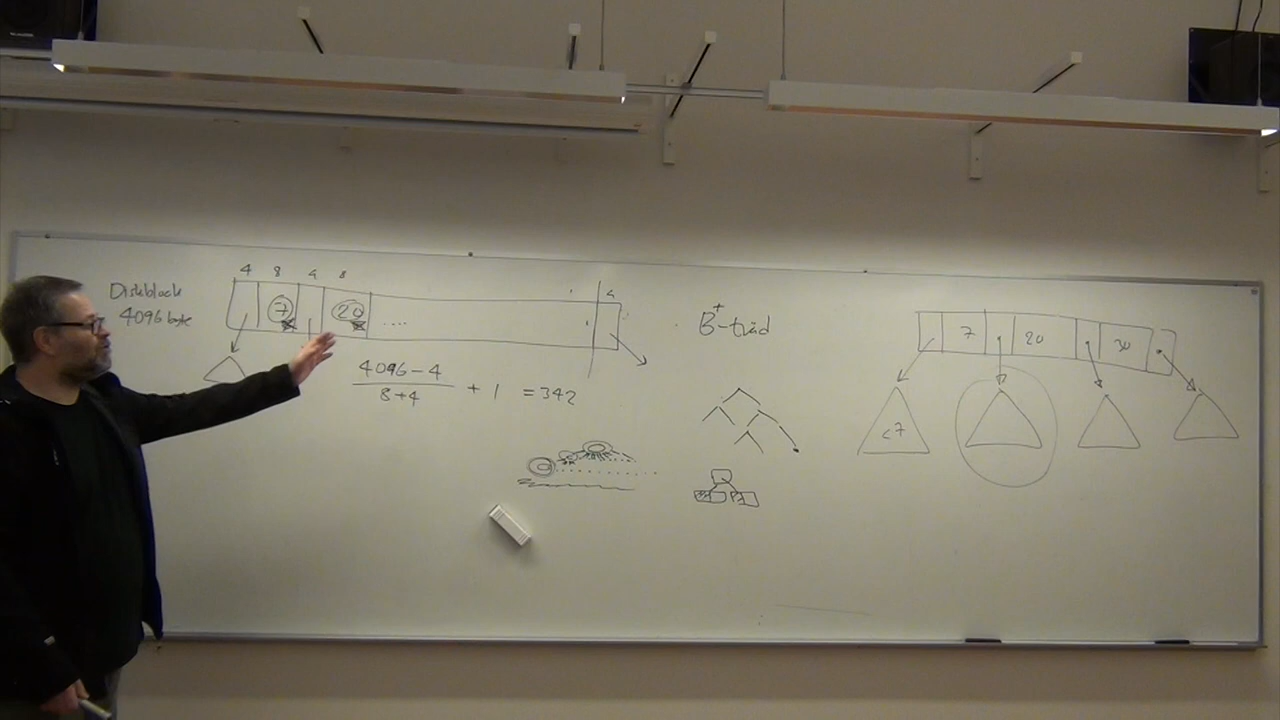 4 8 4 8
4
Diskblock
4096 byte
7 20 ....
B+-träd
7 20 30
4096-4
8+4
+ 1 = 342
<7